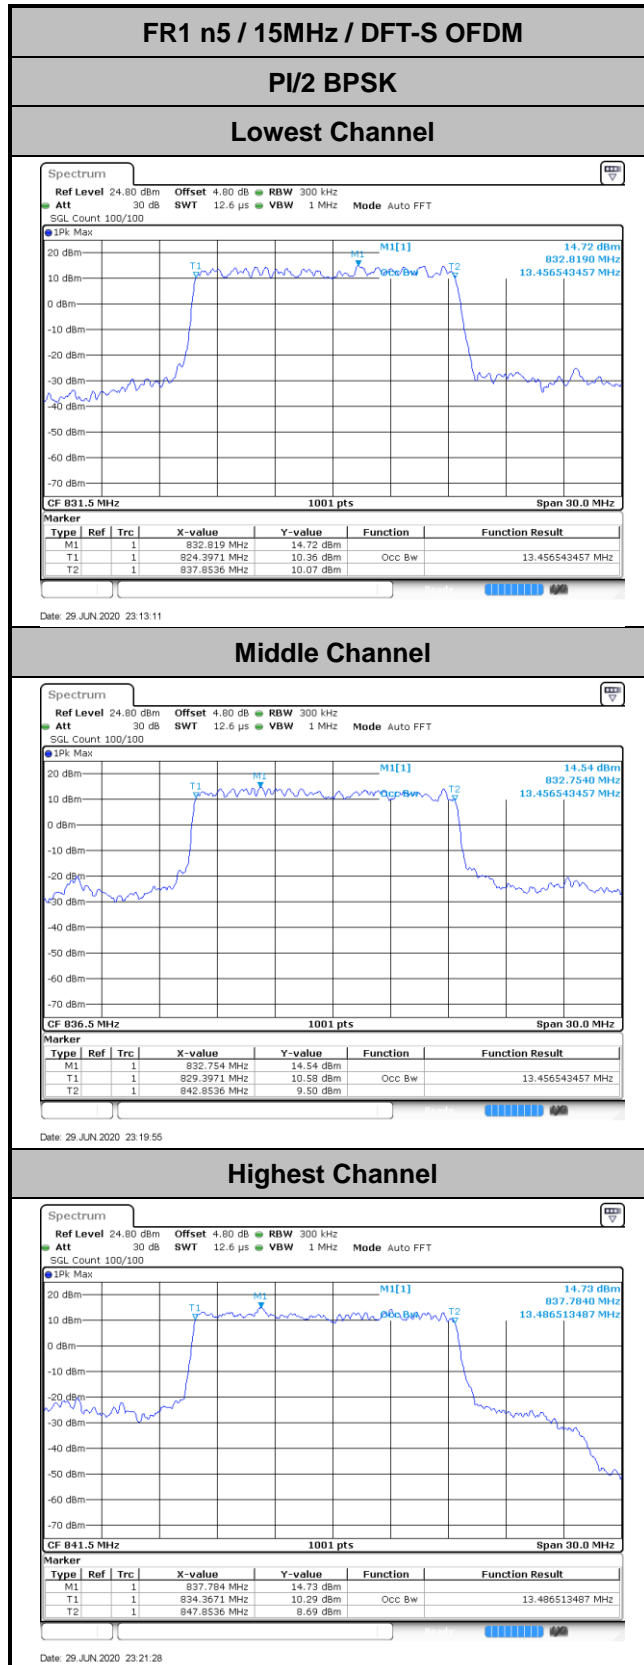 FR1 n5 / 15MHz / DFT-S OFDM
PI/2 BPSK
Lowest Channel
Spectrum
Ref Level 24.80 dBm Offset 4.80 dB RBW 300 kHz
Att 30 dB SWT 12.6 µs VBW 1 MHz Mode Auto FFT
SGL Count 100/100
1Pk Max
M1[1] 14.72 dBm
832.8190 MHz
Occ Bw 13.456543457 MHz
T1
M1
T2
20 dBm
10 dBm
0 dBm
-10 dBm
-20 dBm
-30 dBm
-40 dBm
-50 dBm
-60 dBm
-70 dBm
CF 831.5 MHz 1001 pts Span 30.0 MHz
Marker
Type Ref Trc X-value Y-value Function Function Result
M1 1 832.819 MHz 14.72 dBm
T1 1 824.3971 MHz 10.36 dBm Occ Bw 13.456543457 MHz
T2 1 837.8536 MHz 10.07 dBm
Ready
Date: 29.JUN.2020 23:13:11
Middle Channel
Spectrum
Ref Level 24.80 dBm Offset 4.80 dB RBW 300 kHz
Att 30 dB SWT 12.6 µs VBW 1 MHz Mode Auto FFT
SGL Count 100/100
1Pk Max
M1[1] 14.54 dBm
832.7540 MHz
Occ Bw 13.456543457 MHz
T1
M1
T2
20 dBm
10 dBm
0 dBm
-10 dBm
-20 dBm
-30 dBm
-40 dBm
-50 dBm
-60 dBm
-70 dBm
CF 836.5 MHz 1001 pts Span 30.0 MHz
Marker
Type Ref Trc X-value Y-value Function Function Result
M1 1 832.754 MHz 14.54 dBm
T1 1 829.3971 MHz 10.58 dBm Occ Bw 13.456543457 MHz
T2 1 842.8536 MHz 9.50 dBm
Ready
Date: 29.JUN.2020 23:19:55
Highest Channel
Spectrum
Ref Level 24.80 dBm Offset 4.80 dB RBW 300 kHz
Att 30 dB SWT 12.6 µs VBW 1 MHz Mode Auto FFT
SGL Count 100/100
1Pk Max
M1[1] 14.73 dBm
837.7840 MHz
Occ Bw 13.486513487 MHz
T1
M1
T2
20 dBm
10 dBm
0 dBm
-10 dBm
-20 dBm
-30 dBm
-40 dBm
-50 dBm
-60 dBm
-70 dBm
CF 841.5 MHz 1001 pts Span 30.0 MHz
Marker
Type Ref Trc X-value Y-value Function Function Result
M1 1 837.784 MHz 14.73 dBm
T1 1 834.3671 MHz 10.29 dBm Occ Bw 13.486513487 MHz
T2 1 847.8536 MHz 8.69 dBm
Ready
Date: 29.JUN.2020 23:21:28